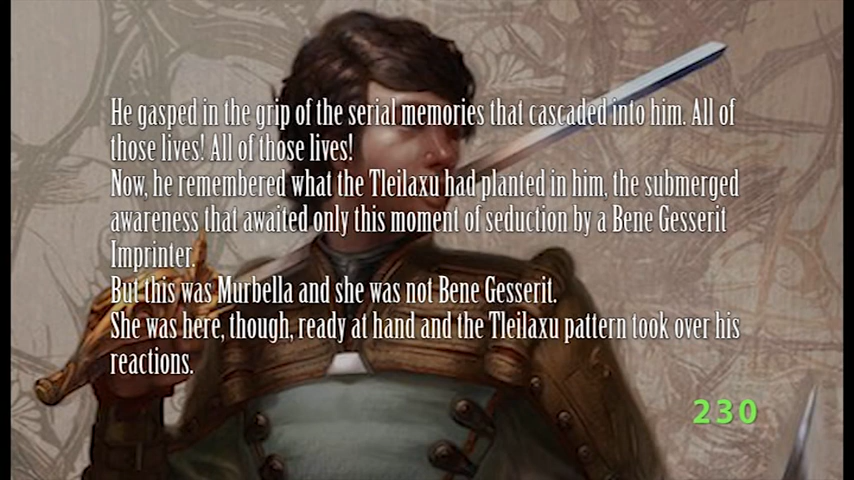 He gasped in the grip of the serial memories that cascaded into him. All of
those lives! All of those lives!
Now, he remembered what the Tleilaxu had planted in him, the submerged
awareness that awaited only this moment of seduction by a Bene Gesserit
Imprinter.
But this was Murbella and she was not Bene Gesserit.
She was here, though, ready at hand and the Tleilaxu pattern took over his
reactions.
230